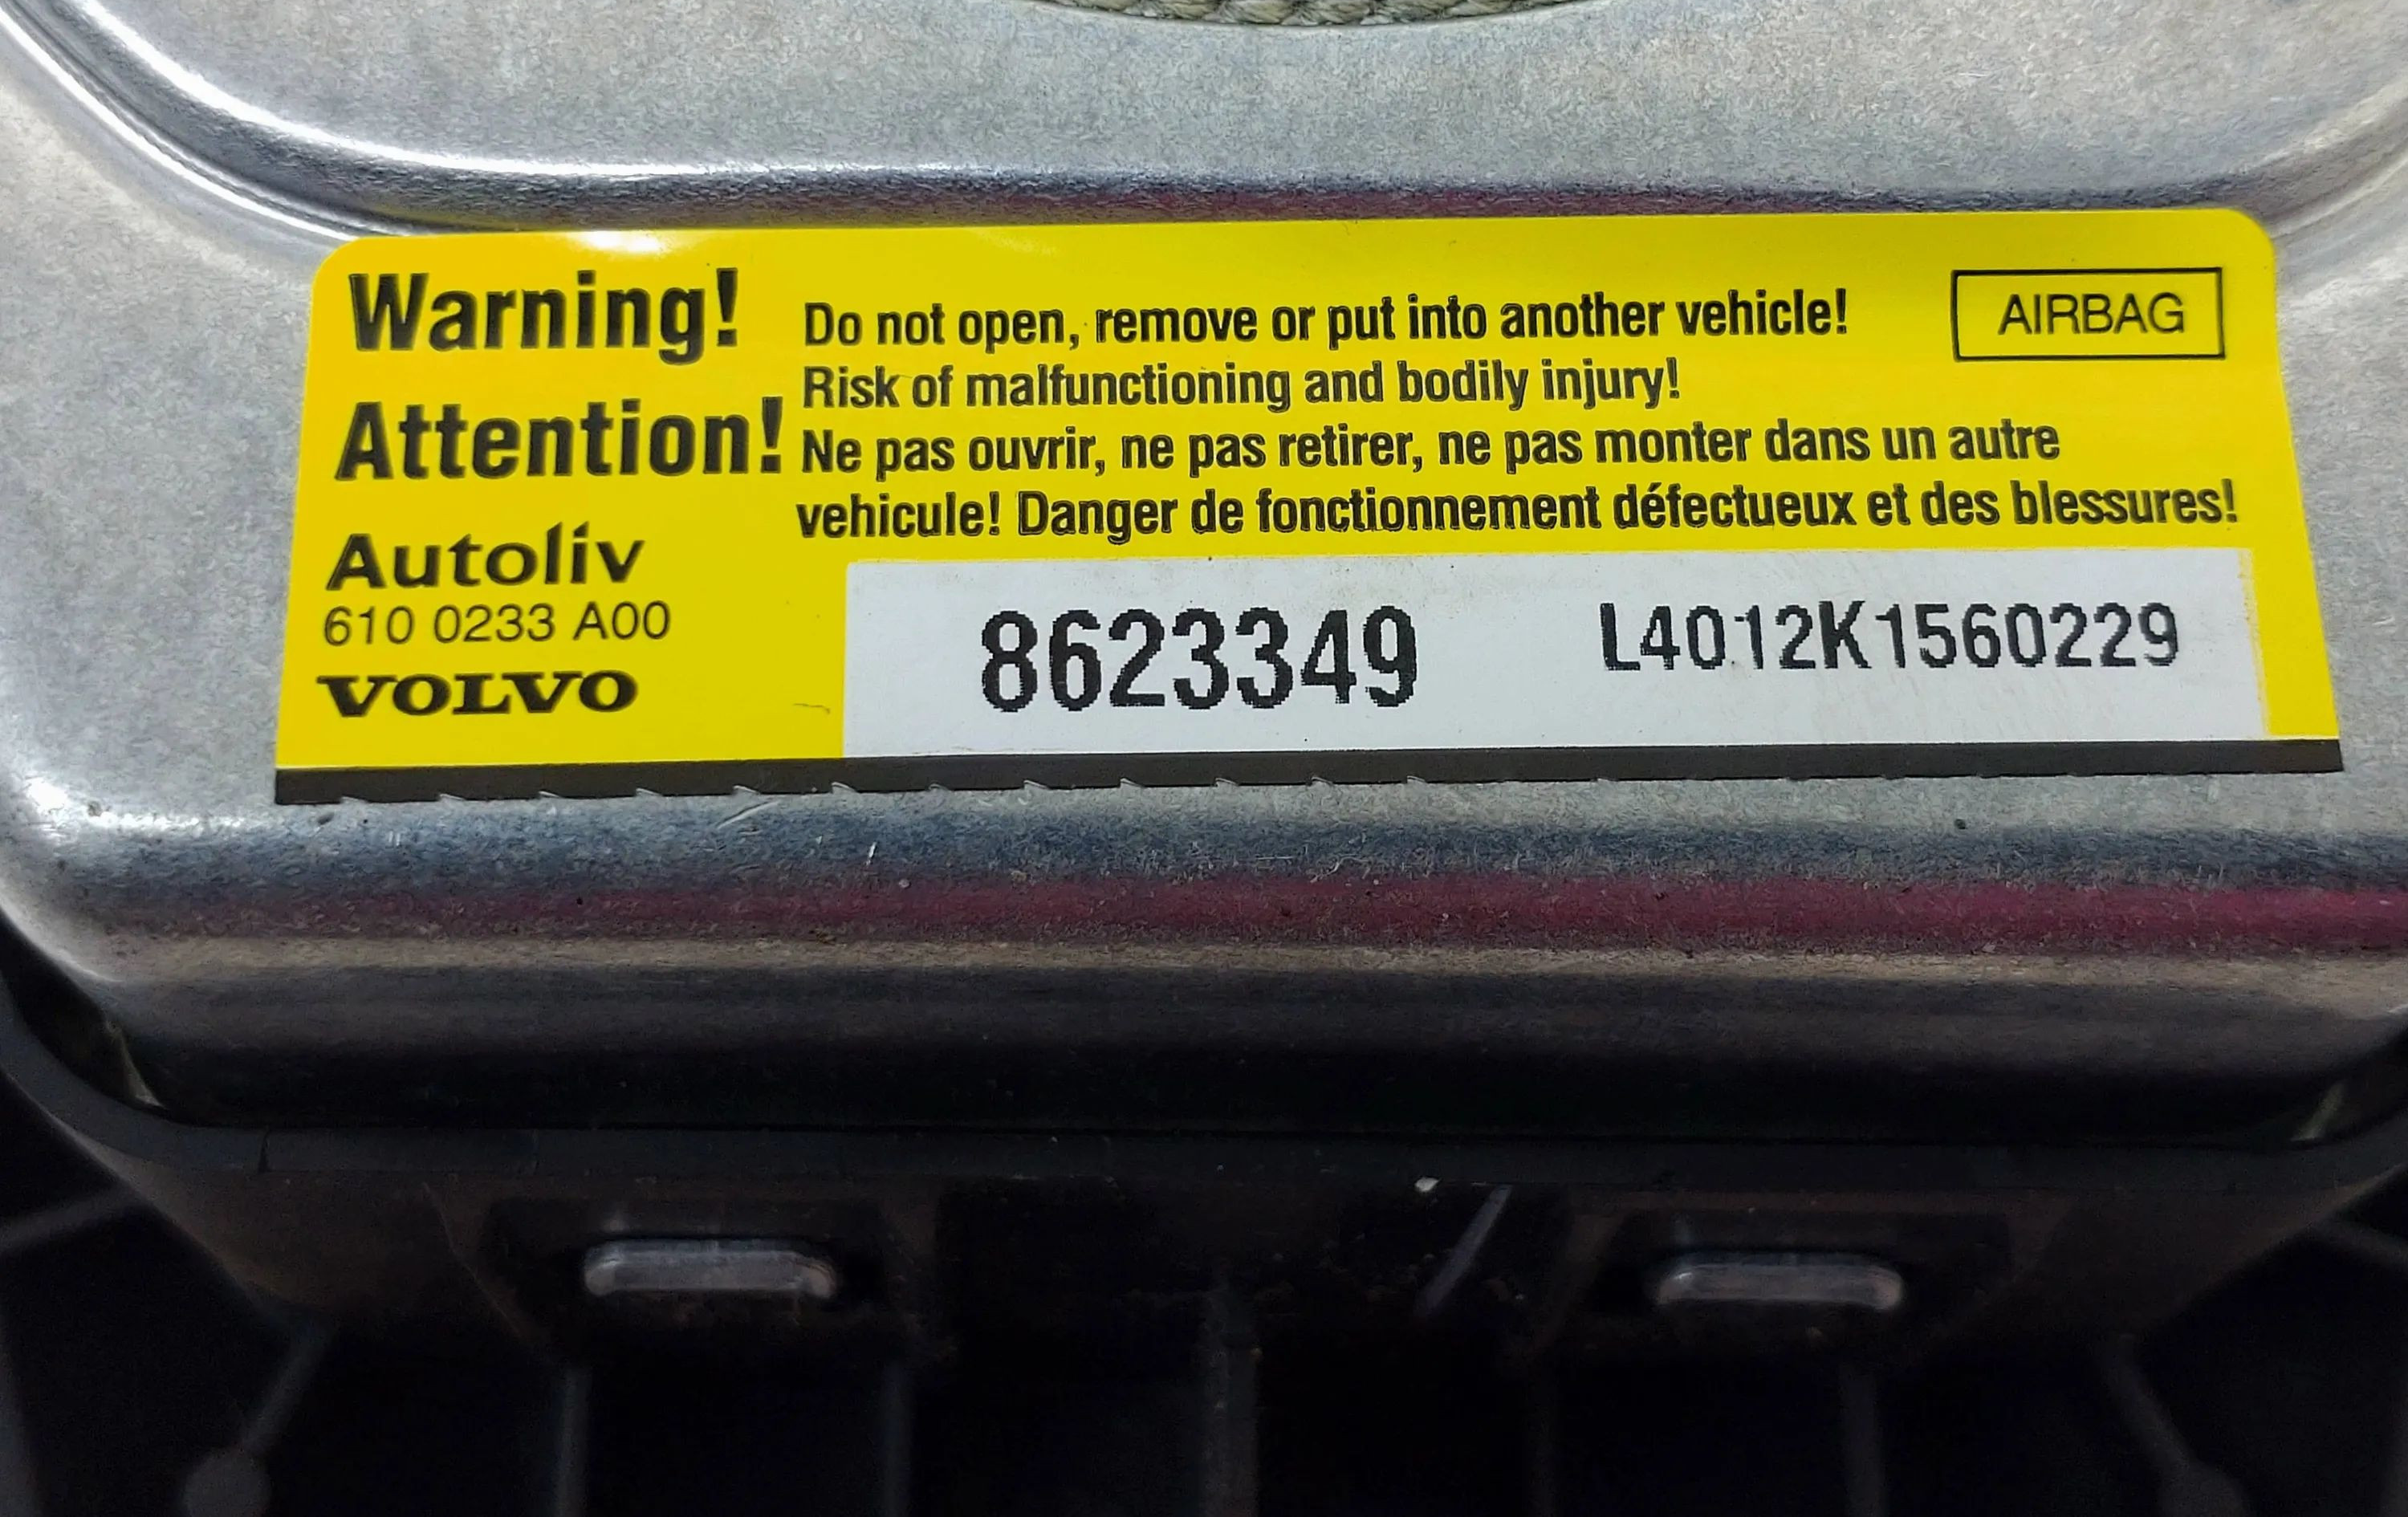 Warning!
Attention!
Do not open, remove or put into another vehicle!
Risk of malfunctioning and bodily injury!
Ne pas ouvrir, ne pas retirer, ne pas monter dans un autre
vehicule! Danger de fonctionnement défectueux et des blessures!
AIRBAG
Autoliv
610 0233 A00
VOLVO
8623349
L4012K1560229